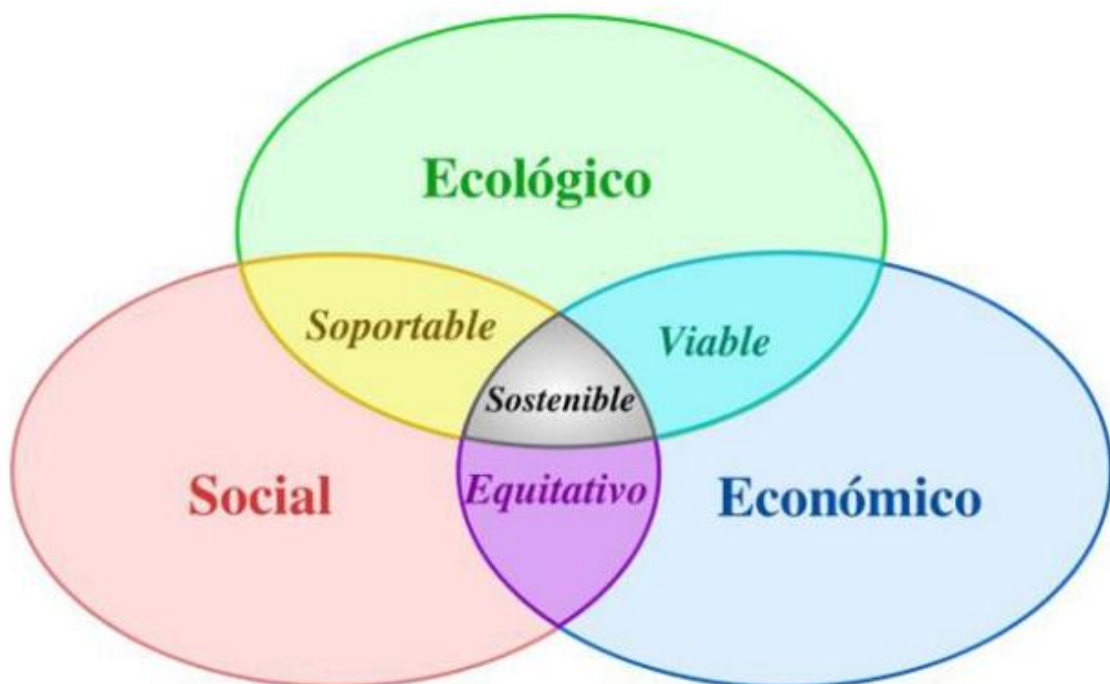 Ecológico
Soportable
Viable
Sostenible
Social
Equitativo
Económico